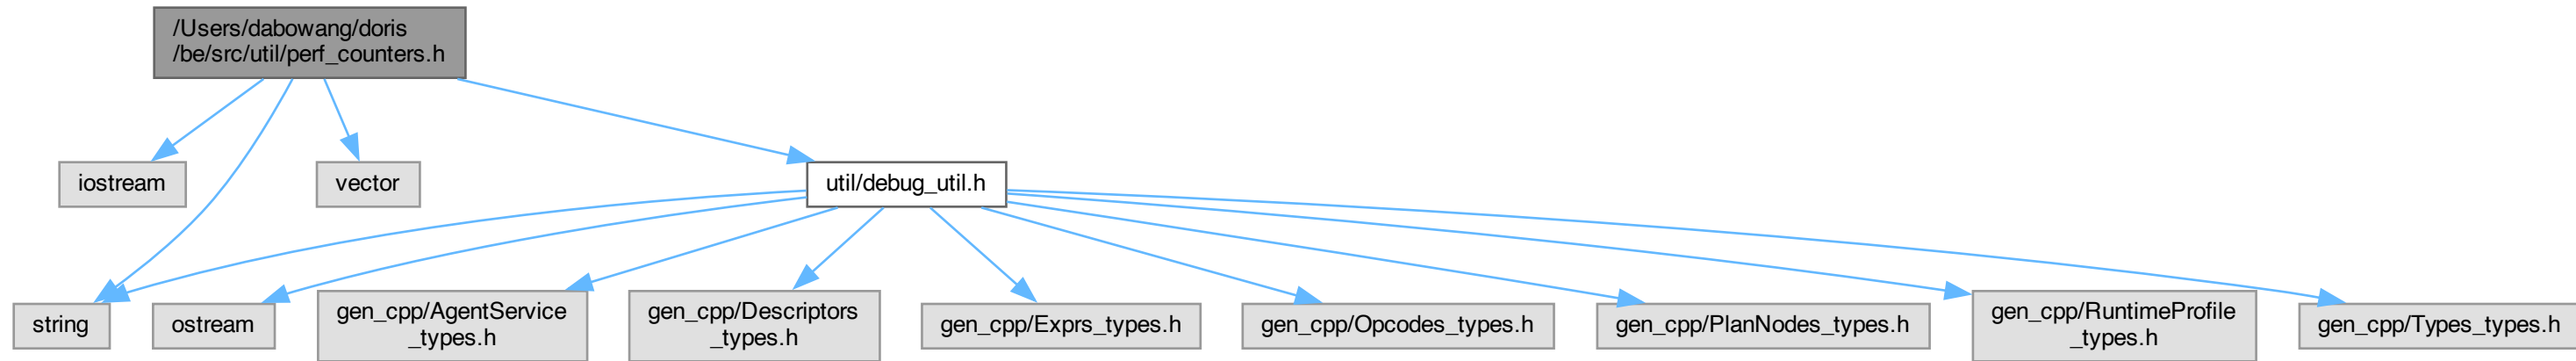 /Users/dabowang/doris
/be/src/util/perf_counters.h
iostream
vector
util/debug_util.h
string
ostream
gen_cpp/AgentService
_types.h
gen_cpp/Descriptors
_types.h
gen_cpp/Exprs_types.h
gen_cpp/Opcodes_types.h
gen_cpp/PlanNodes_types.h
gen_cpp/RuntimeProfile
_types.h
gen_cpp/Types_types.h